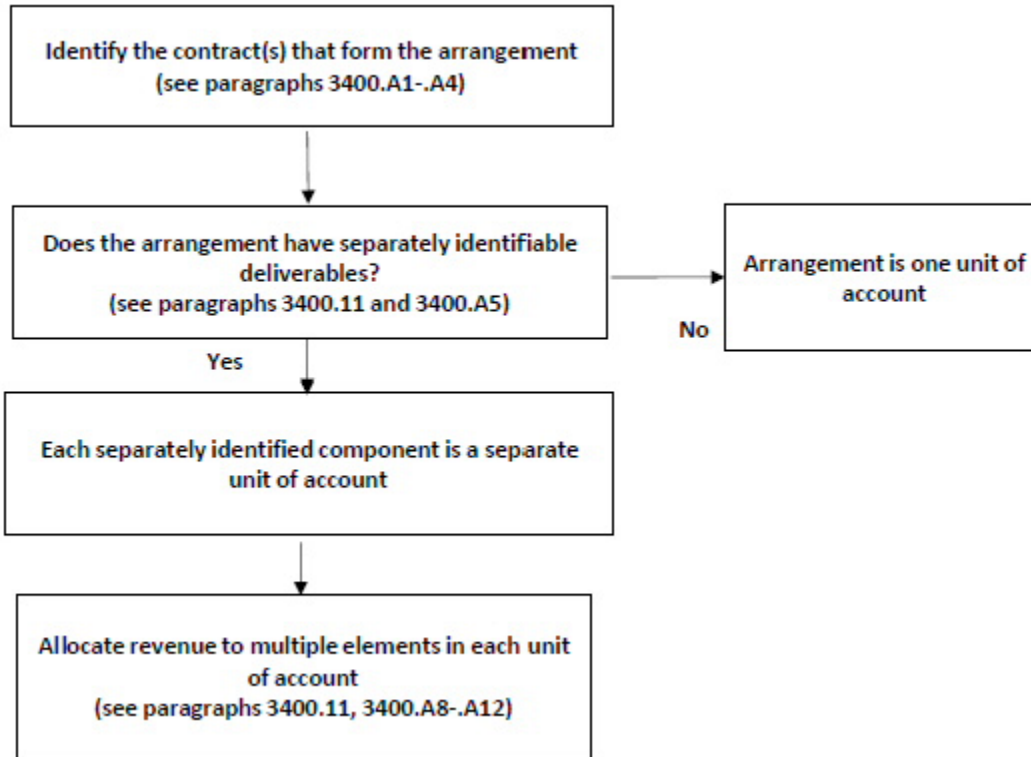 Identify the contract(s) that form the arrangement
(see paragraphs 3400.A1-.A4)
Does the arrangement have separately identifiable
deliverables?
(see paragraphs 3400.11 and 3400.A5)
Arrangement is one unit of
account
No
Yes
Each separately identified component is a separate
unit of account
Allocate revenue to multiple elements in each unit
of account
(see paragraphs 3400.11, 3400.A8-.A12)